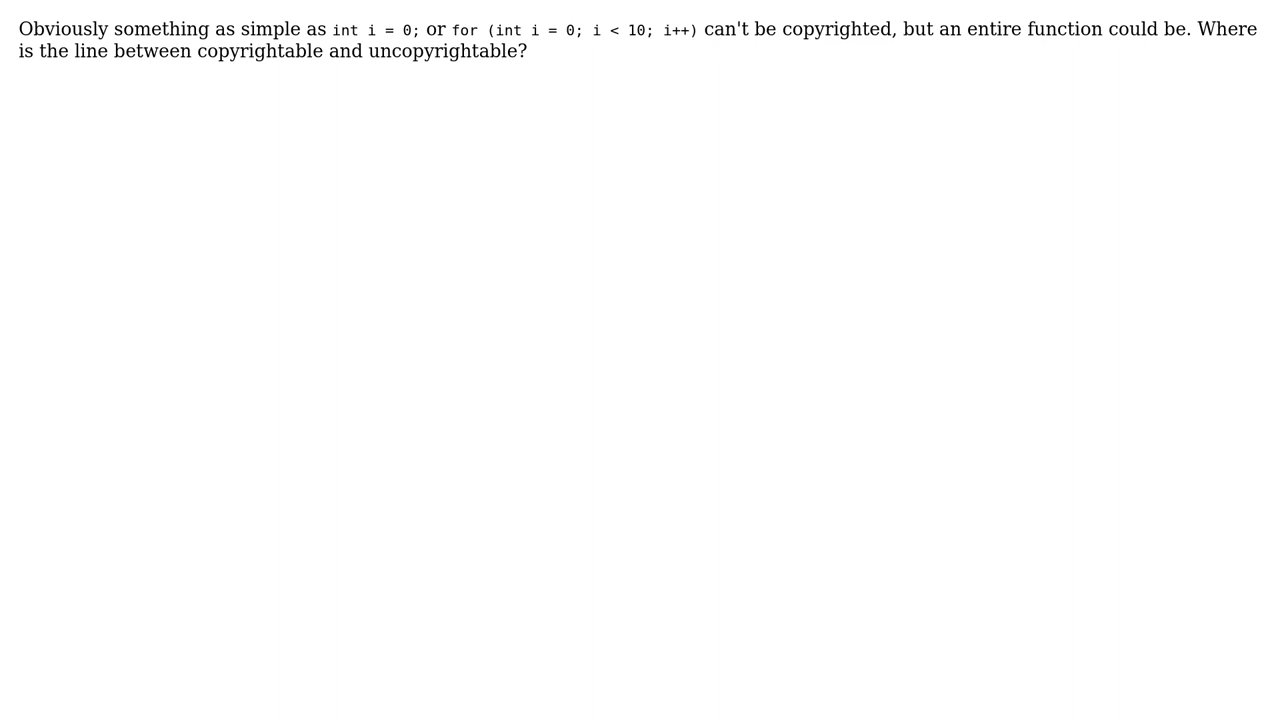 Obviously something as simple as int i = 0; or for (int i = 0; i < 10; i++) can't be copyrighted, but an entire function could be. Where
is the line between copyrightable and uncopyrightable?